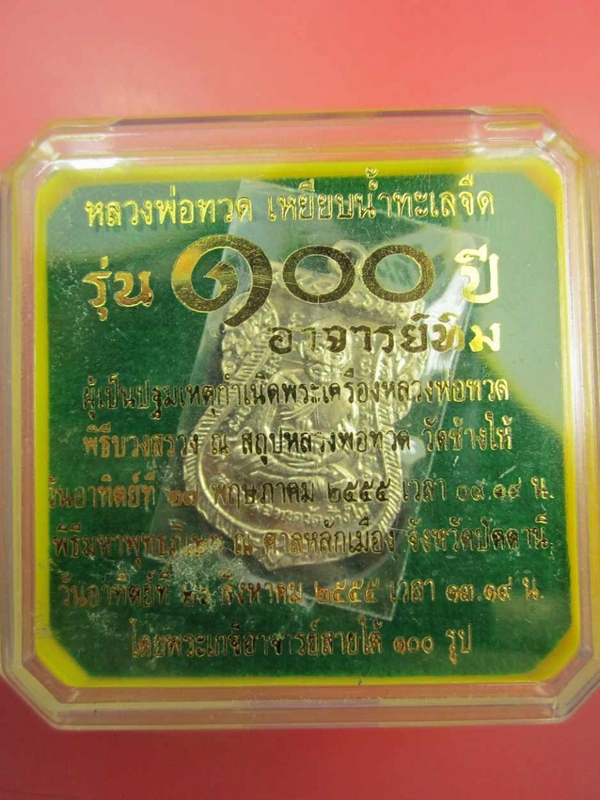 หลวงพ่อทวด เหยียบน้ำทะเลจืด
รุ่น ๑๐๐ ปี
อาจารย์ทิม
ผู้เป็นปฐมเหตุกำเนิดพระเครื่องหลวงพ่อทวด
พิธีบวงสรวง ณ สถูปหลวงพ่อทวด วัดช้างให้
วันอาทิตย์ที่ ๒๗ พฤษภาคม ๒๕๕๕ เวลา ๐๙.๑๙ น.
พิธีมหาพุทธาภิเษก ณ ศาลหลักเมือง จังหวัดปัตตานี
วันอาทิตย์ที่ ๒๖ สิงหาคม ๒๕๕๕ เวลา ๑๓.๑๙ น.
โดยพระเกจิอาจารย์สายใต้ ๑๐๐ รูป